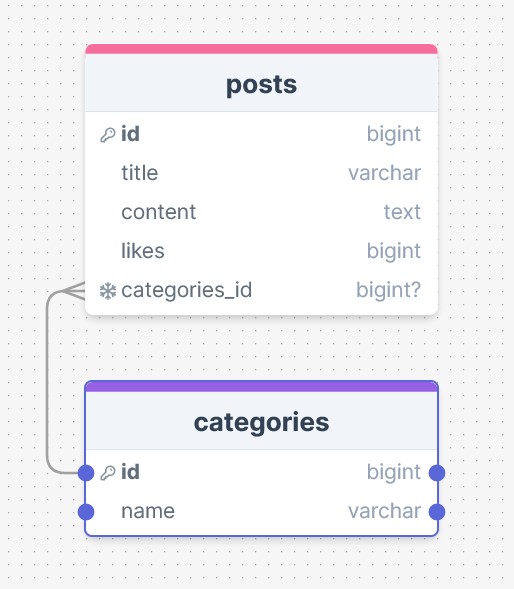 posts
id bigint
title varchar
content text
likes bigint
categories_id bigint?
categories
id bigint
name varchar